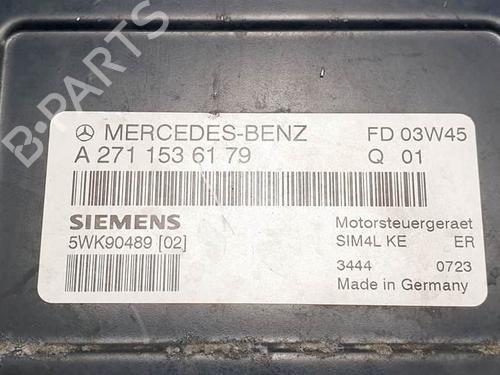 MERCEDES-BENZ FD 03W45
A 271 153 61 79 Q 01
SIEMENS
5WK90489 [02]
Motorsteuergeraet
SIM4L KE ER
3444 0723
Made in Germany
B-PARTS